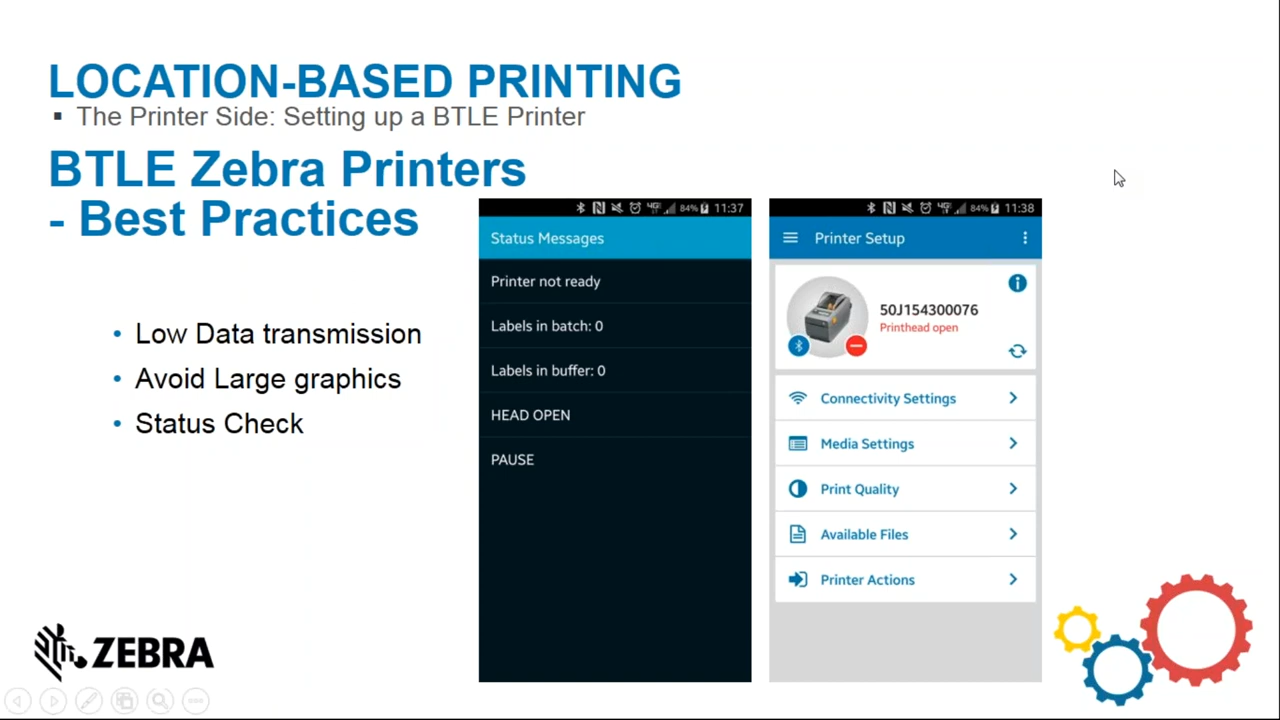 LOCATION-BASED PRINTING
▪ The Printer Side: Setting up a BTLE Printer
BTLE Zebra Printers
- Best Practices
• Low Data transmission
• Avoid Large graphics
• Status Check
84% 11:37
Status Messages
Printer not ready
Labels in batch: 0
Labels in buffer: 0
HEAD OPEN
PAUSE
84% 11:38
Printer Setup
50J154300076
Printhead open
Connectivity Settings
Media Settings
Print Quality
Available Files
Printer Actions
ZEBRA